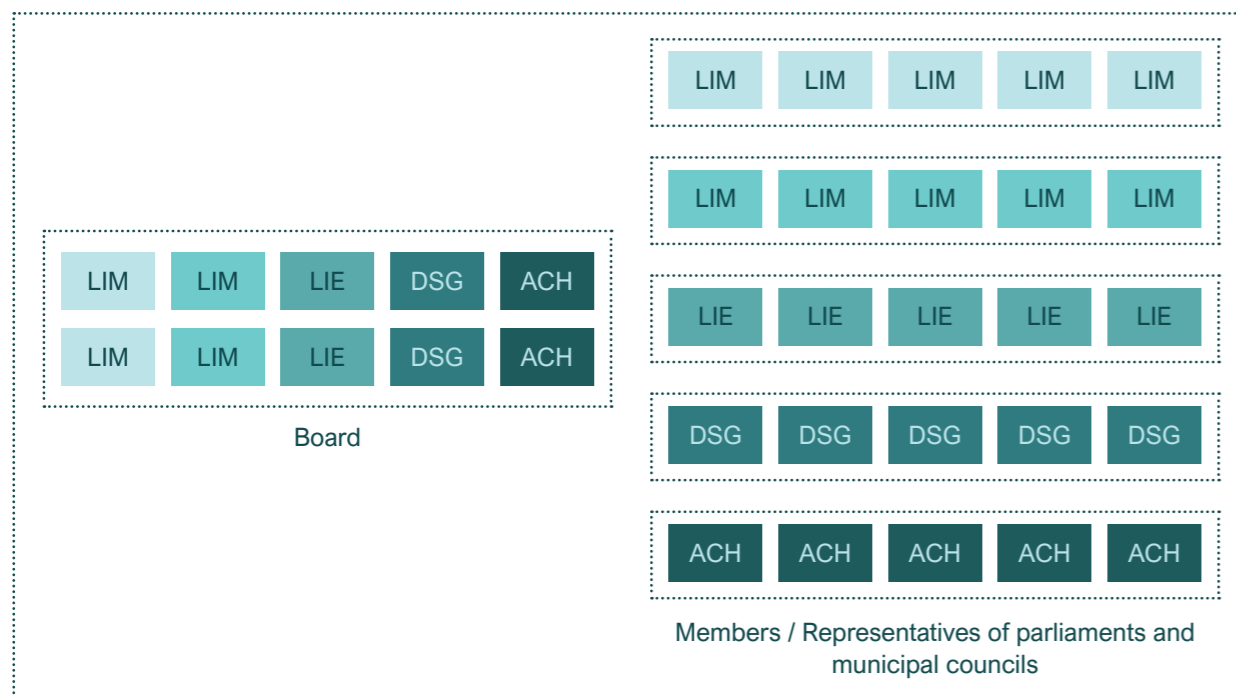 LIM LIM LIE DSG ACH
LIM LIM LIE DSG ACH
Board
LIM LIM LIM LIM LIM
LIM LIM LIM LIM LIM
LIE LIE LIE LIE LIE
DSG DSG DSG DSG DSG
ACH ACH ACH ACH ACH
Members / Representatives of parliaments and
municipal councils